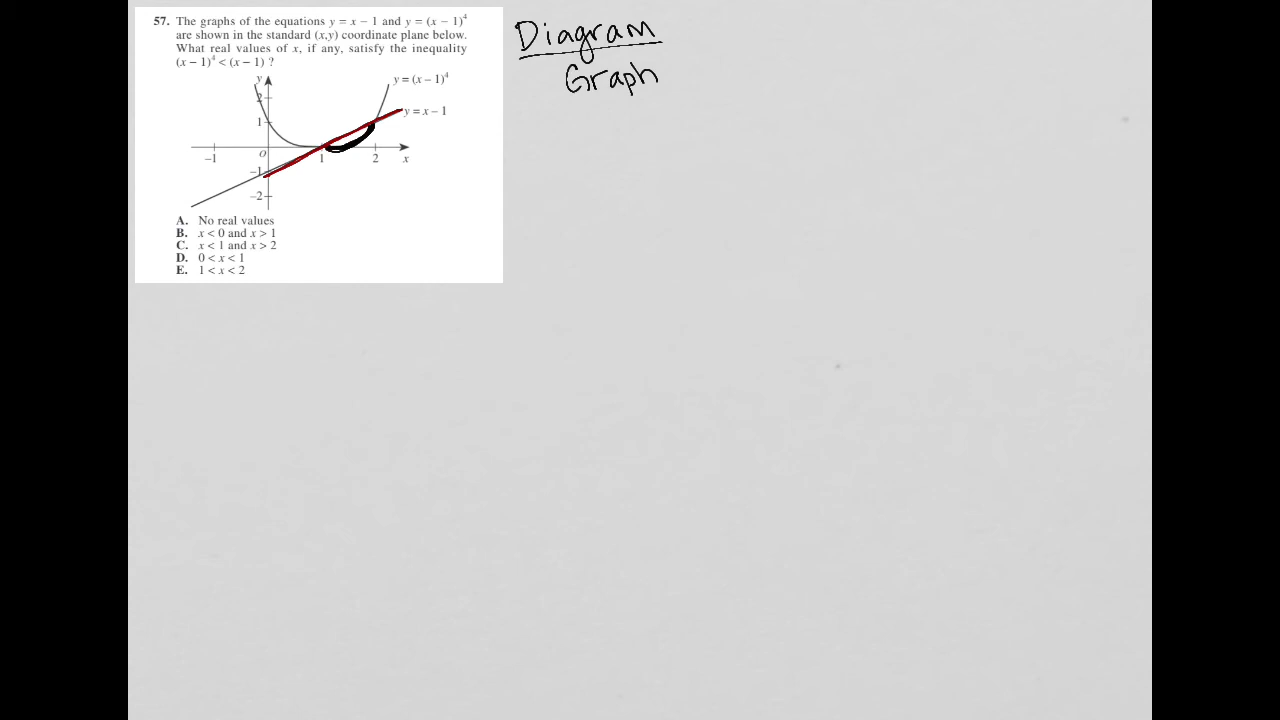 57. The graphs of the equations y = x − 1 and y = (x − 1)⁴
are shown in the standard (x,y) coordinate plane below.
What real values of x, if any, satisfy the inequality
(x − 1)⁴ < (x − 1) ?
Diagram
Graph
y
y = (x − 1)⁴
2
y = x − 1
1
O
−1
1
2
x
−1
−2
A. No real values
B. x < 0 and x > 1
C. x < 1 and x > 2
D. 0 < x < 1
E. 1 < x < 2